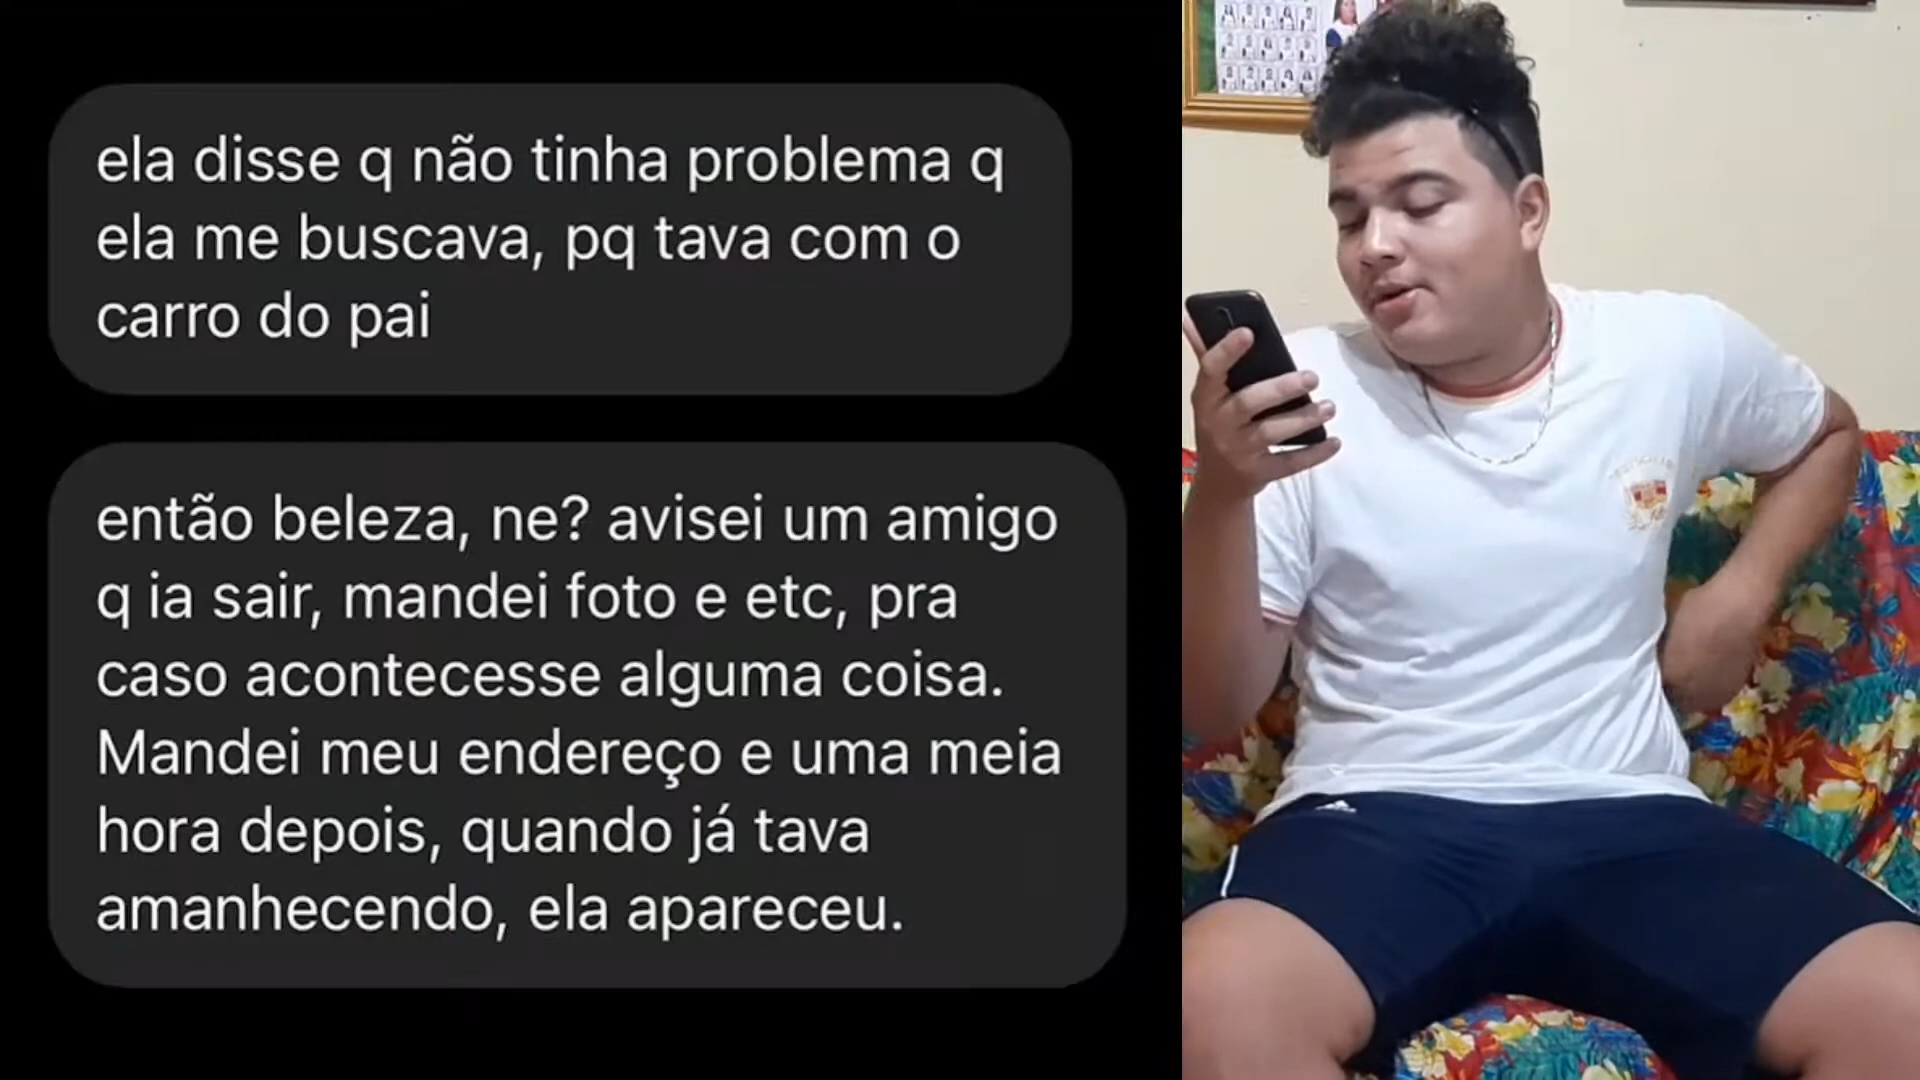 ela disse q não tinha problema q
ela me buscava, pq tava com o
carro do pai
então beleza, ne? avisei um amigo
q ia sair, mandei foto e etc, pra
caso acontecesse alguma coisa.
Mandei meu endereço e uma meia
hora depois, quando já tava
amanhecendo, ela apareceu.